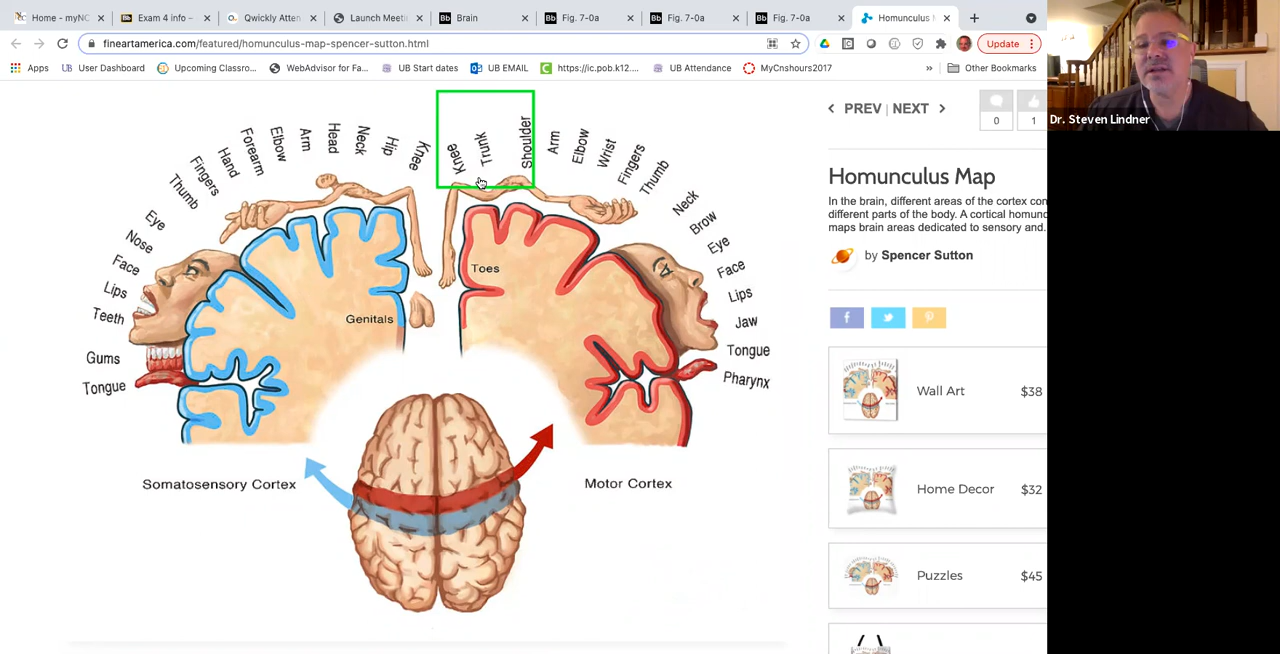 Home - myNC
Exam 4 info –
Qwickly Atten
Launch Meeti
Bb Brain
Bb Fig. 7-0a
Bb Fig. 7-0a
Bb Fig. 7-0a
Homunculus
fineartamerica.com/featured/homunculus-map-spencer-sutton.html
Update
Apps
UB User Dashboard
Upcoming Classro...
WebAdvisor for Fa...
UB Start dates
UB EMAIL
https://ic.pob.k12....
UB Attendance
MyCnshours2017
»
Other Bookmarks
Dr. Steven Lindner
PREV | NEXT
0
1
Homunculus Map
In the brain, different areas of the cortex con
different parts of the body. A cortical homunc
maps brain areas dedicated to sensory and.
by Spencer Sutton
Wall Art $38
Home Decor $32
Puzzles $45
Tongue
Gums
Teeth
Lips
Face
Nose
Eye
Thumb
Fingers
Hand
Forearm
Elbow
Arm
Head
Neck
Hip
Knee
Knee
Trunk
Shoulder
Arm
Elbow
Wrist
Fingers
Thumb
Neck
Brow
Eye
Face
Lips
Jaw
Tongue
Pharynx
Toes
Genitals
Somatosensory Cortex
Motor Cortex